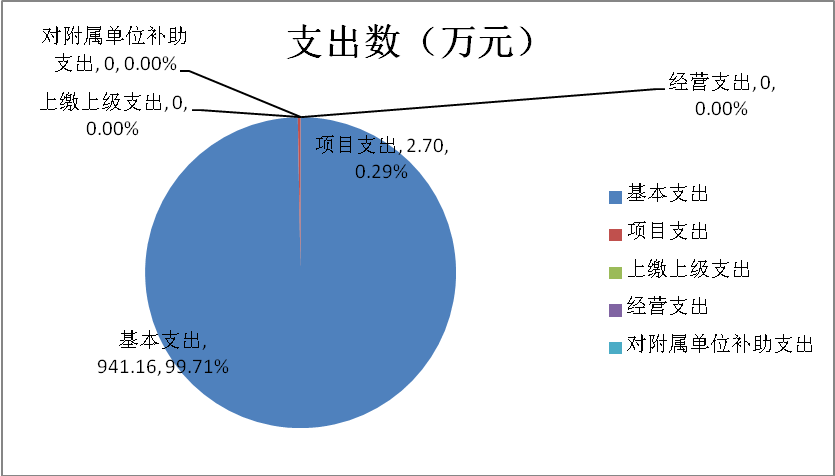 支出数（万元）
对附属单位补助
支出, 0, 0.00%
上缴上级支出, 0,
0.00%
经营支出, 0,
0.00%
项目支出, 2.70,
0.29%
基本支出,
941.16, 99.71%
基本支出
项目支出
上缴上级支出
经营支出
对附属单位补助支出